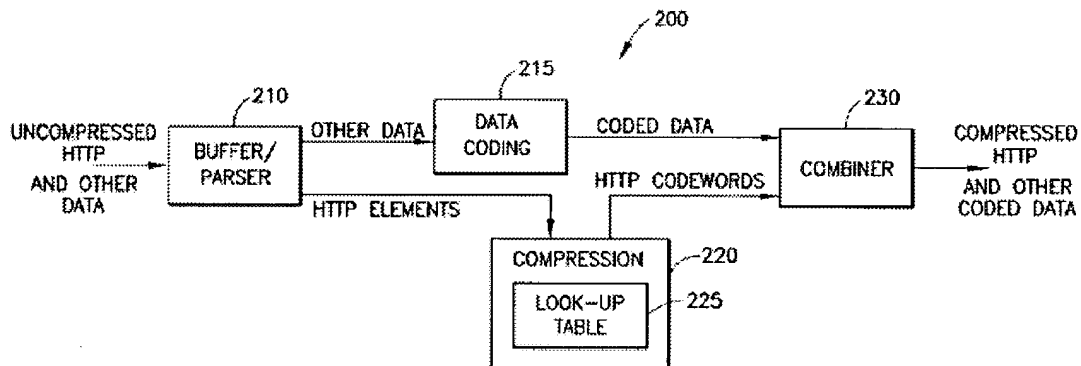 200
215
210
230
UNCOMPRESSED
HTTP
AND OTHER
DATA
BUFFER/
PARSER
OTHER DATA
HTTP ELEMENTS
DATA
CODING
CODED DATA
HTTP CODEWORDS
COMBINER
COMPRESSED
HTTP
AND OTHER
CODED DATA
COMPRESSION
220
LOOK-UP
TABLE
225